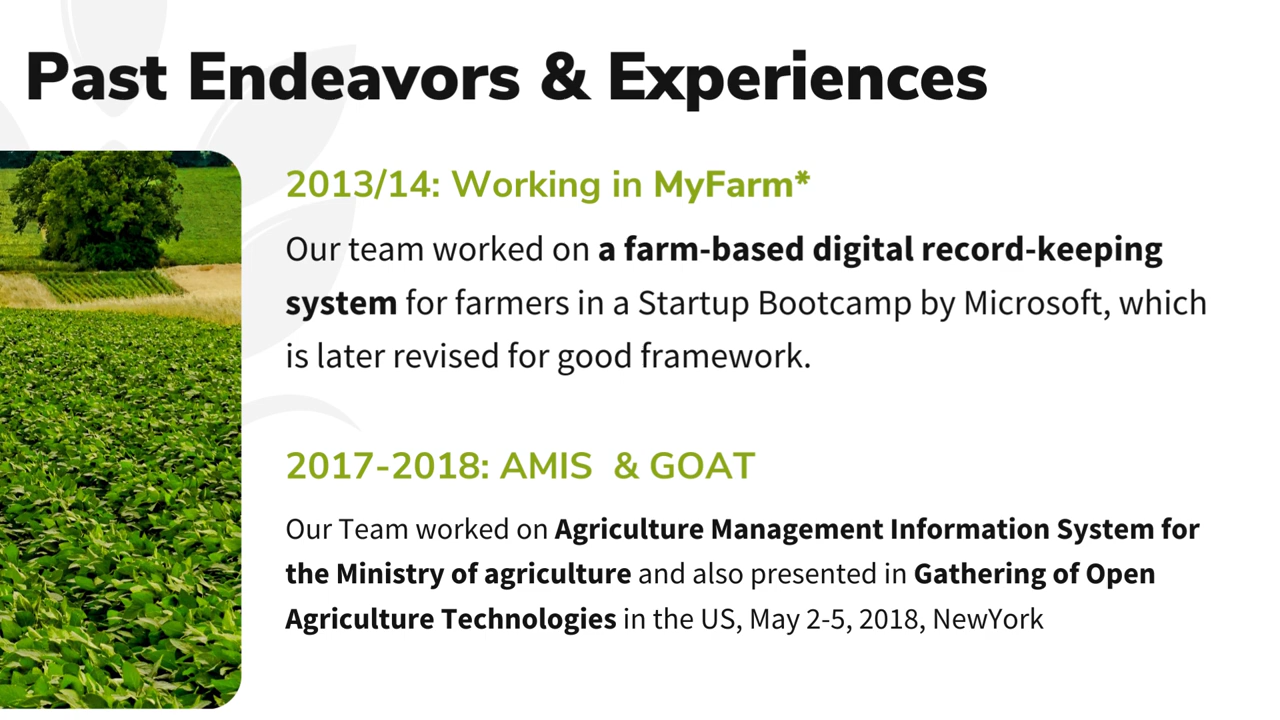 Past Endeavors & Experiences
2013/14: Working in MyFarm*
Our team worked on a farm-based digital record-keeping
system for farmers in a Startup Bootcamp by Microsoft, which
is later revised for good framework.
2017-2018: AMIS  & GOAT
Our Team worked on Agriculture Management Information System for
the Ministry of agriculture and also presented in Gathering of Open
Agriculture Technologies in the US, May 2-5, 2018, NewYork